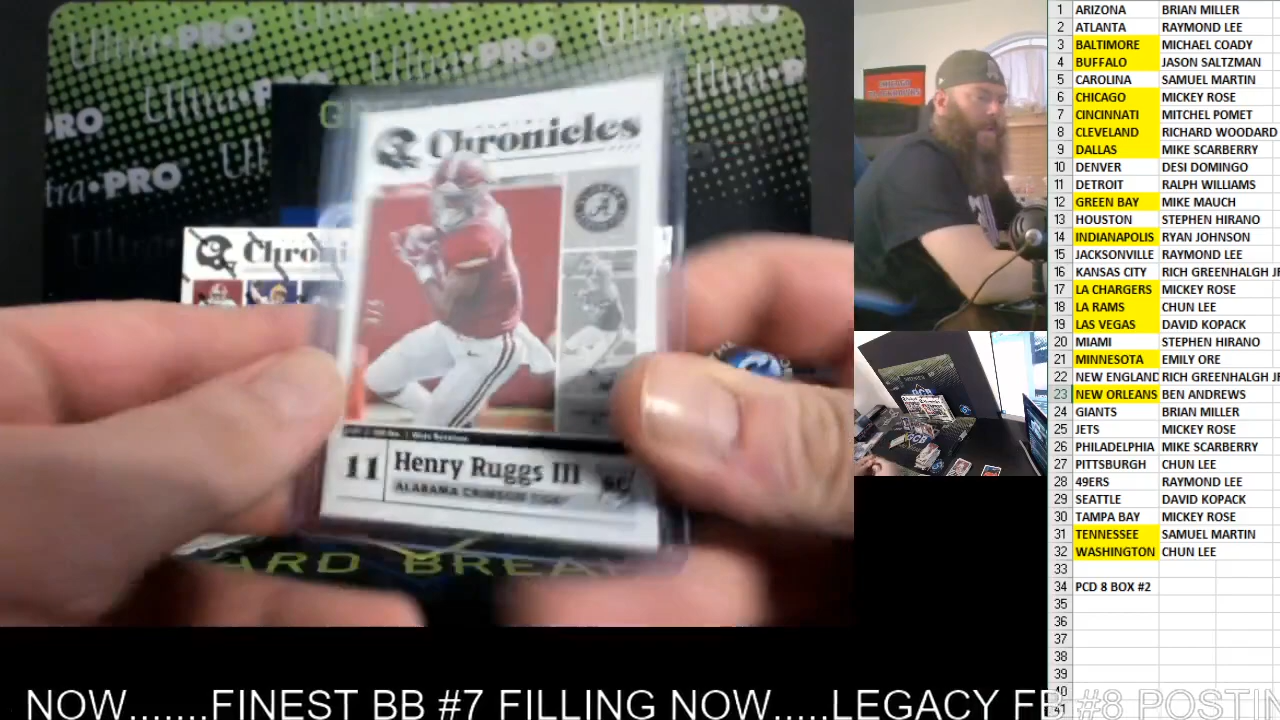 Ultra•PRO
Ultra•PRO
PRO
tra•PRO
PANINI
Chronicles
Chroni
11
Henry Ruggs III
ALABAMA CRIMSON TIDE
Wide Receiver
ARD BREA
1 ARIZONA BRIAN MILLER
2 ATLANTA RAYMOND LEE
3 BALTIMORE MICHAEL COADY
4 BUFFALO JASON SALTZMAN
5 CAROLINA SAMUEL MARTIN
6 CHICAGO MICKEY ROSE
7 CINCINNATI MITCHEL POMET
8 CLEVELAND RICHARD WOODARD
9 DALLAS MIKE SCARBERRY
10 DENVER DESI DOMINGO
11 DETROIT RALPH WILLIAMS
12 GREEN BAY MIKE MAUCH
13 HOUSTON STEPHEN HIRANO
14 INDIANAPOLIS RYAN JOHNSON
15 JACKSONVILLE RAYMOND LEE
16 KANSAS CITY RICH GREENHALGH JR
17 LA CHARGERS MICKEY ROSE
18 LA RAMS CHUN LEE
19 LAS VEGAS DAVID KOPACK
20 MIAMI STEPHEN HIRANO
21 MINNESOTA EMILY ORE
22 NEW ENGLAND RICH GREENHALGH JR
23 NEW ORLEANS BEN ANDREWS
24 GIANTS BRIAN MILLER
25 JETS MICKEY ROSE
26 PHILADELPHIA MIKE SCARBERRY
27 PITTSBURGH CHUN LEE
28 49ERS RAYMOND LEE
29 SEATTLE DAVID KOPACK
30 TAMPA BAY MICKEY ROSE
31 TENNESSEE SAMUEL MARTIN
32 WASHINGTON CHUN LEE
33
34 PCD 8 BOX #2
35
36
37
38
39
40
41
NOW.......FINEST BB #7 FILLING NOW.....LEGACY FB #8 POSTIN